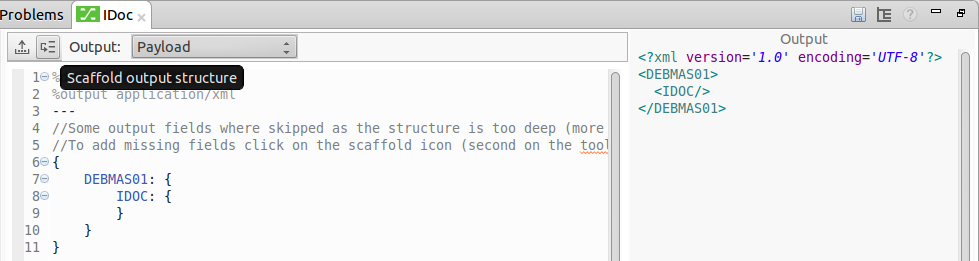 Problems IDoc
Output: Payload
Output
Scaffold output structure
1 %
2 %output application/xml
3 ---
4 //Some output fields where skipped as the structure is too deep (more
5 //To add missing fields click on the scaffold icon (second on the tool
6 {
7 DEBMAS01: {
8 IDOC: {
9 }
10 }
11 }
<?xml version='1.0' encoding='UTF-8'?>
<DEBMAS01>
<IDOC/>
</DEBMAS01>